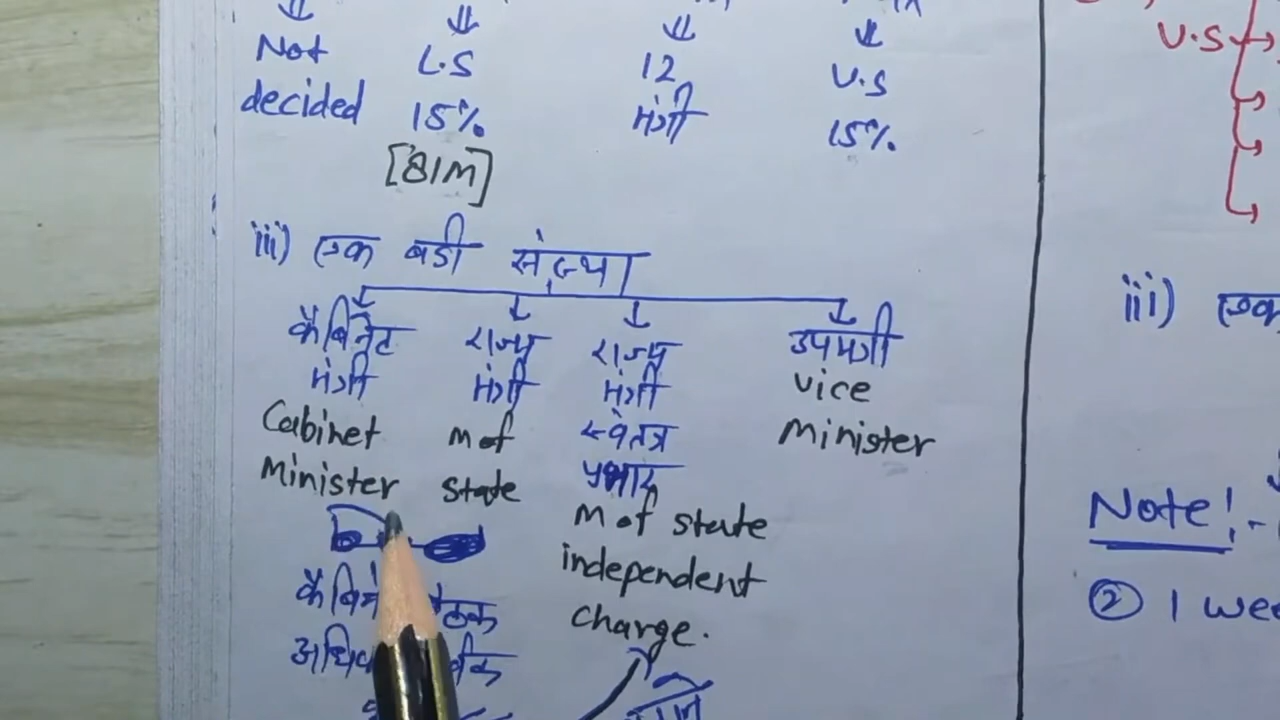 Not decided
L.S
15%
[81M]
12
मंत्री
V.S
15%
iii) एक बडी संस्था
कैबिनेट मंत्री
Cabinet Minister
राज्य मंत्री
M of state
राज्य मंत्री
स्वतंत्र प्रभार
M of state
independent
charge.
उपमंत्री
vice
Minister
V.S
iii) एक
Note! -
② 1 wee